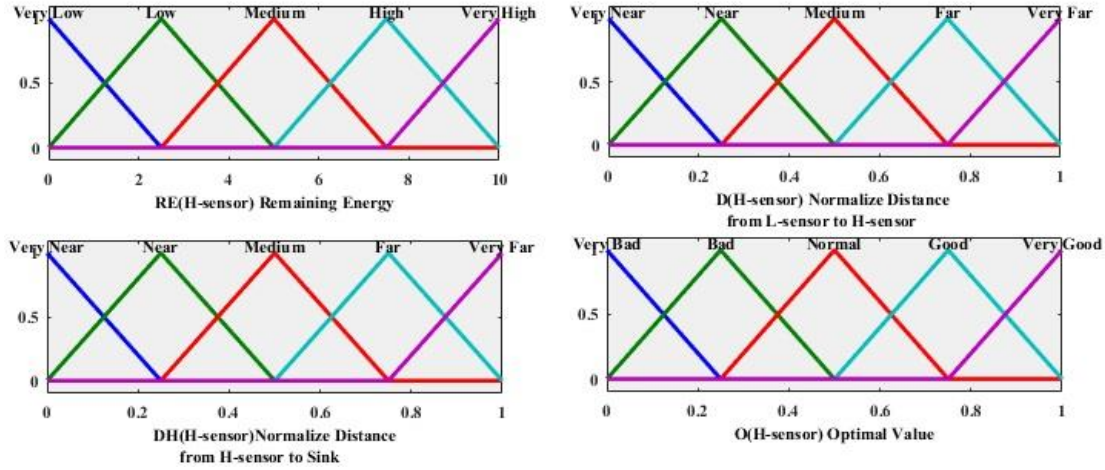 Very Low Low Medium High Very High
1
0.5
0
0 2 4 6 8 10
RE(H-sensor) Remaining Energy
Very Near Near Medium Far Very Far
1
0.5
0
0 0.2 0.4 0.6 0.8 1
D(H-sensor) Normalize Distance
from L-sensor to H-sensor
Very Near Near Medium Far Very Far
1
0.5
0
0 0.2 0.4 0.6 0.8 1
DH(H-sensor)Normalize Distance
from H-sensor to Sink
Very Bad Bad Normal Good Very Good
1
0.5
0
0 0.2 0.4 0.6 0.8 1
O(H-sensor) Optimal Value